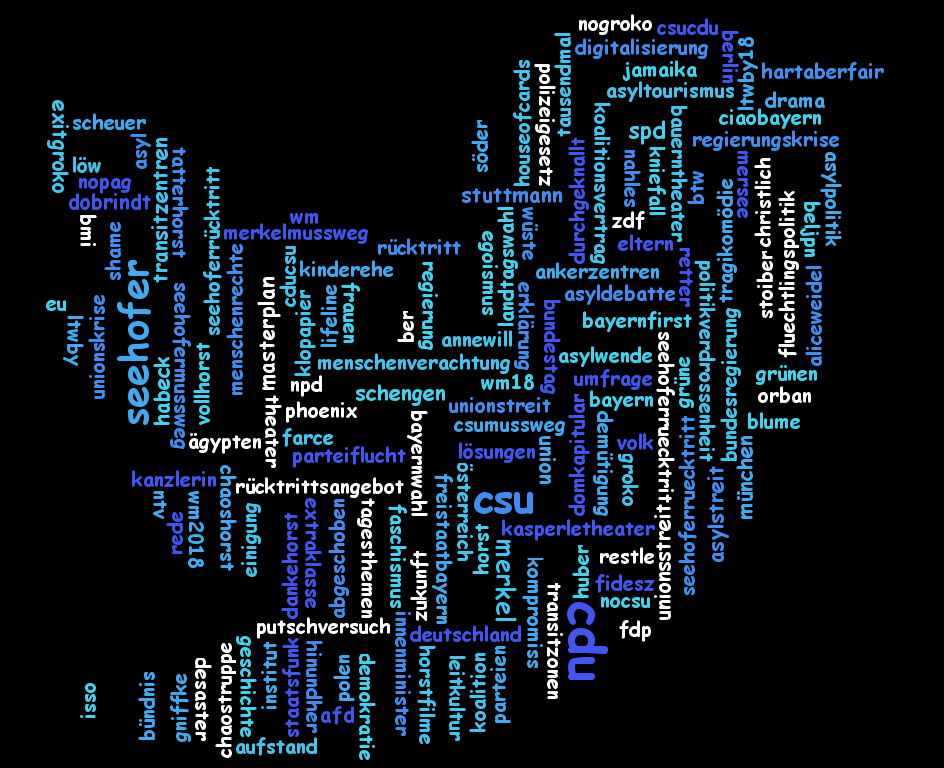 nogroko
csucdu
digitalisierung
berlin
ltwby18
tausendmal
polizeigesetz
houseofcards
jamaika
hartaberfair
asyltourismus
drama
ciaobayern
exitgroko
scheuer
asyl
söder
koalitionsvertrag
spd
bauerntheater
regierungskrise
löw
tatterhorst
transitzentren
durchgeknallt
nahles
kniefall
btw
mersee
christlich
stoiber
asylpolitik
nopag
dobrindt
seehoferrücktritt
stuttmann
bmi
shame
wm
merkelmussweg
rücktritt
egoismus
landtagswahl
wüste
zdf
eltern
retter
tragikomödie
fluechtlingspolitik
seehofer
menschenrechte
cducsu
kinderehe
ankerzentren
asyldebatte
politikverdrossenheit
aliceweidel
eu
ltwby
unionskrise
seehofermussweg
masterplan
theater
klopapier
lifeline
frauen
ber
regierung
annewill
erklärung
bundestag
bayernfirst
seehoferruecktritt
unionsstreit
bundesregierung
vollhorst
habeck
menschenverachtung
asylwende
grüne
grünen
npd
schengen
wm18
umfrage
orban
phoenix
unionstreit
bayern
blume
ägypten
farce
bayernwahl
csumussweg
domkapitular
demütigung
seehoferruecktritt
münchen
parteiflucht
lösungen
union
volk
groko
asylstreit
kanzlerin
chaoshorst
rücktrittsangebot
österreich
freistaatbayern
csu
ntv
wm2018
rede
einigung
dankehorst
extraklasse
abgeschoben
tagesthemen
faschismus
zukunft
horst
merkel
kasperletheater
kompromiss
transitzonen
huber
restle
fidesz
nocsu
cdu
fdp
putschversuch
innenminister
deutschland
isso
bündnis
gniffke
desaster
chaostruppe
geschichte
institut
staatsfunk
hinundher
polen
afd
demokratie
horstfilme
leitkultur
koalition
parteien
aufstand